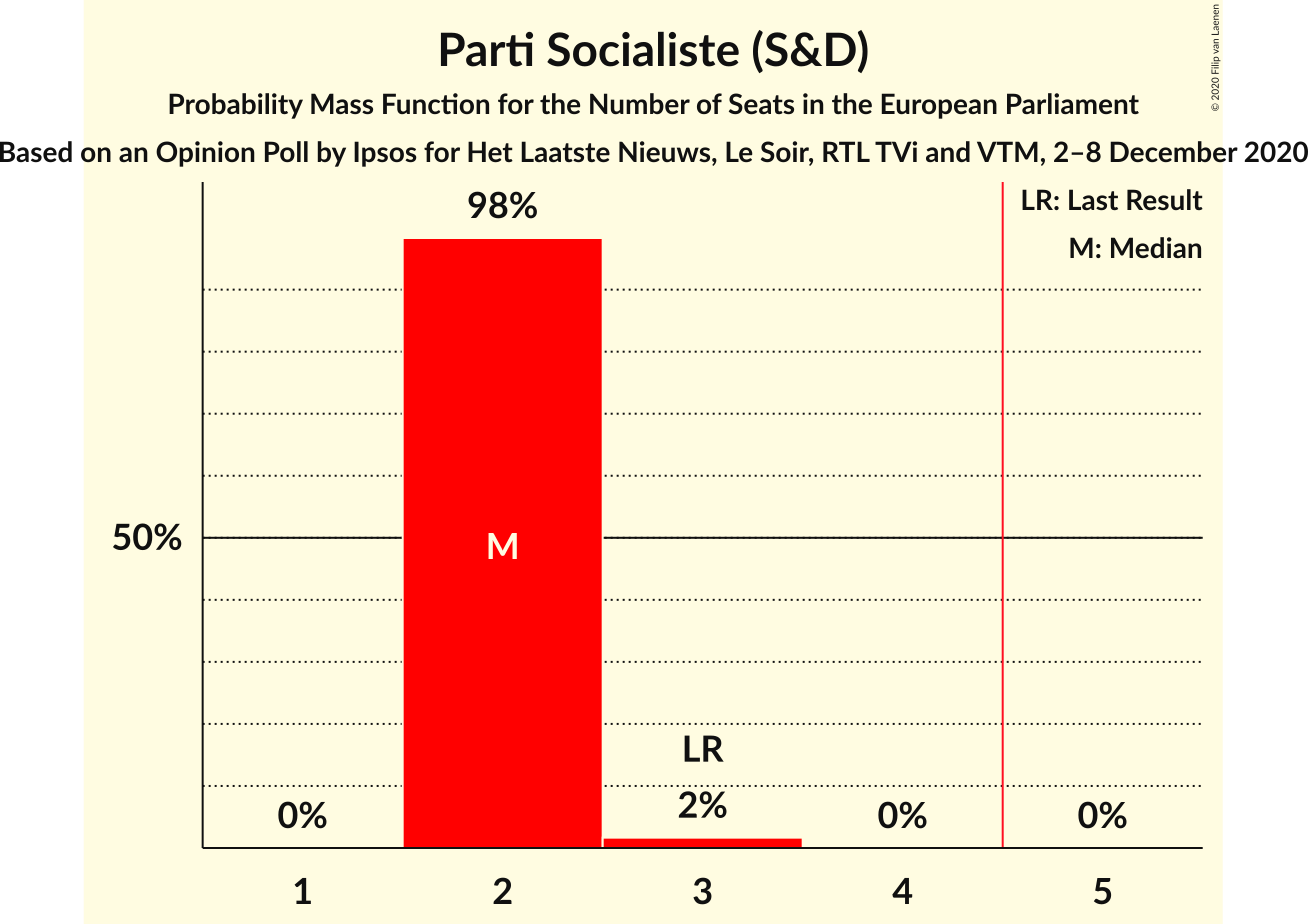 Parti Socialiste (S&D)
Probability Mass Function for the Number of Seats in the European Parliament
Based on an Opinion Poll by Ipsos for Het Laatste Nieuws, Le Soir, RTL TVi and VTM, 2–8 December 2020
© 2020 Filip van Laenen
LR: Last Result
M: Median
98%
50%
M
LR
0%
2%
0%
0%
1 2 3 4 5